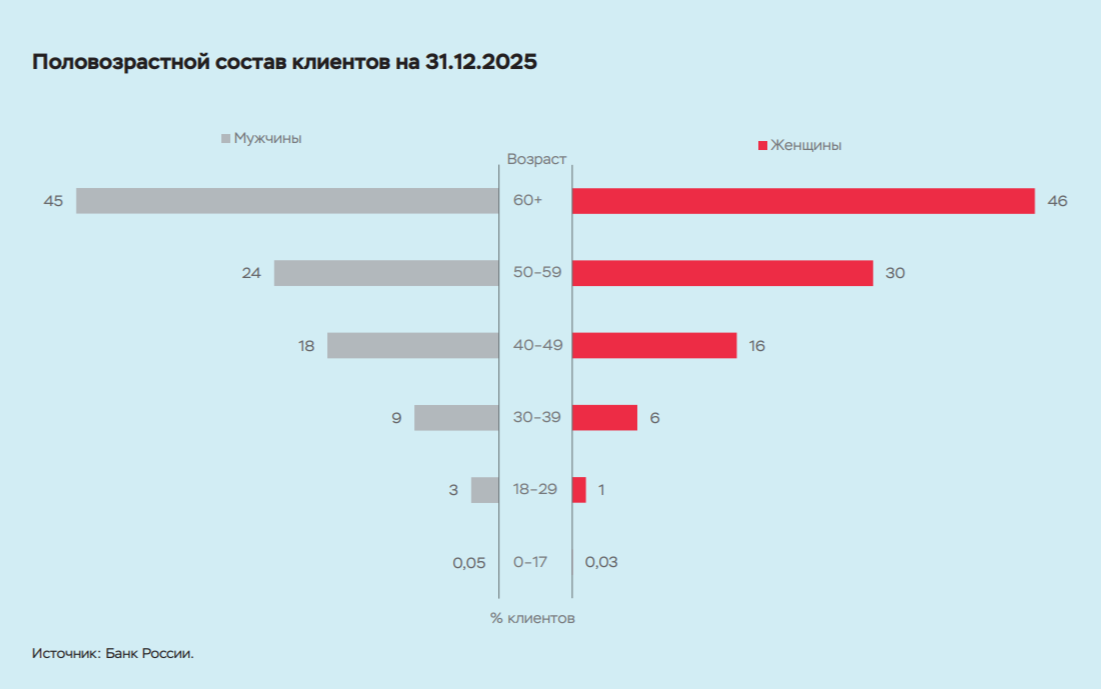 Половозрастной состав клиентов на 31.12.2025
Мужчины
Женщины
Возраст
45 60+ 46
24 50–59 30
18 40–49 16
9 30–39 6
3 18–29 1
0,05 0–17 0,03
% клиентов
Источник: Банк России.